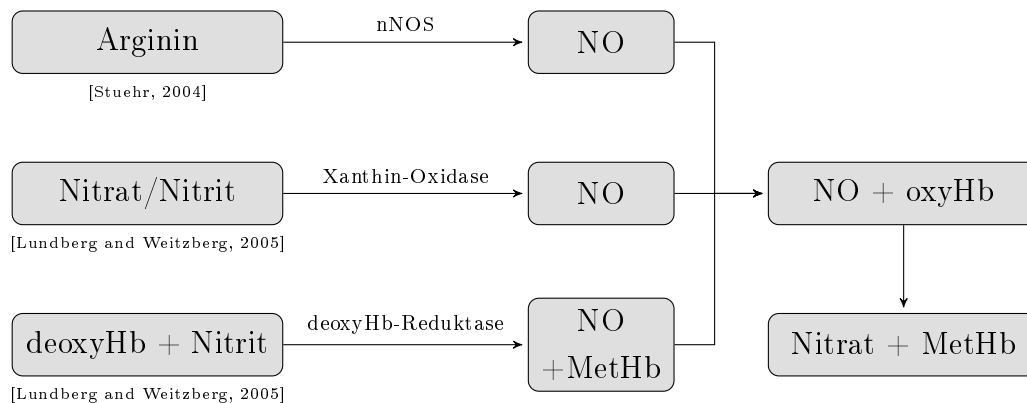 Arginin
nNOS
NO
[Stuehr, 2004]
Nitrat/Nitrit
Xanthin-Oxidase
NO
NO + oxyHb
[Lundberg and Weitzberg, 2005]
deoxyHb + Nitrit
deoxyHb-Reduktase
NO
+MetHb
Nitrat + MetHb
[Lundberg and Weitzberg, 2005]